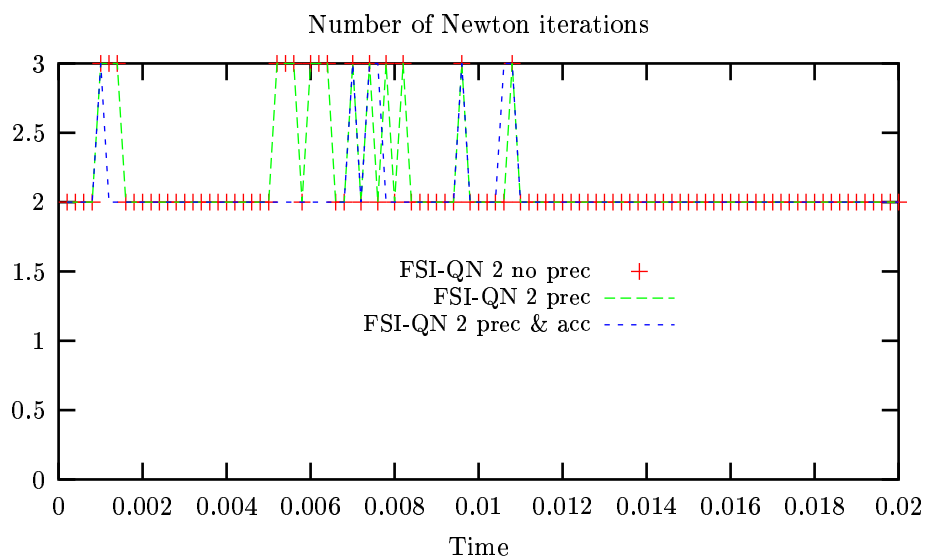 Number of Newton iterations
3
2.5
2
1.5
1
0.5
0
FSI-QN 2 no prec
FSI-QN 2 prec
FSI-QN 2 prec & acc
0 0.002 0.004 0.006 0.008 0.01 0.012 0.014 0.016 0.018 0.02
Time